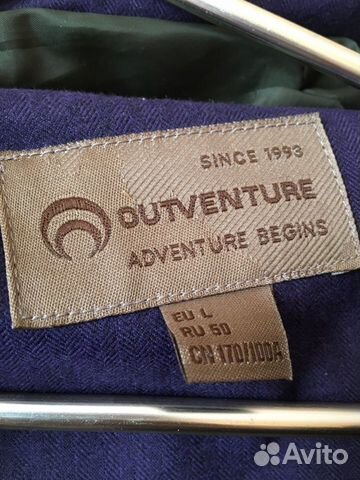 SINCE 1993
OUTVENTURE
ADVENTURE BEGINS
EU L
RU 50
CN 170/100A
Avito